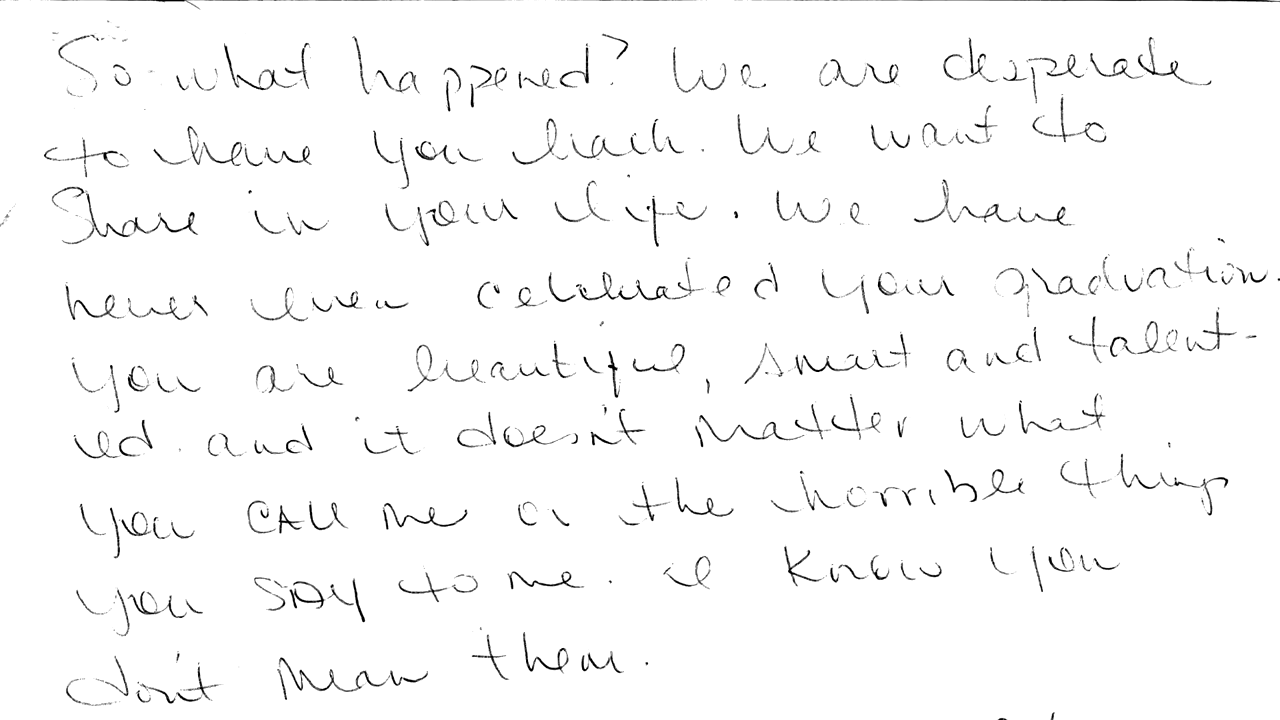 So what happened? We are desperate
to have you back. We want to
Share in your life. We have
never even celebrated your graduation.
You are beautiful, smart and talent-
ed and it doesn't matter what
you CALL me or the horrible things
you SAY to me. I know you
don't mean them.